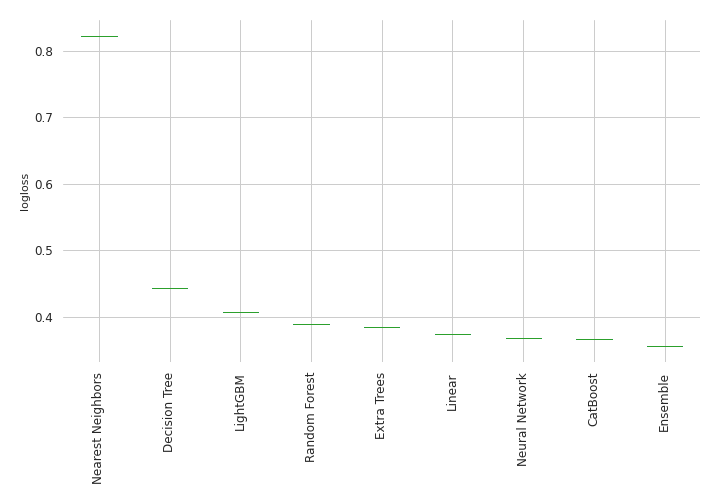 0.8
0.7
0.6
0.5
0.4
logloss
Nearest Neighbors
Decision Tree
LightGBM
Random Forest
Extra Trees
Linear
Neural Network
CatBoost
Ensemble